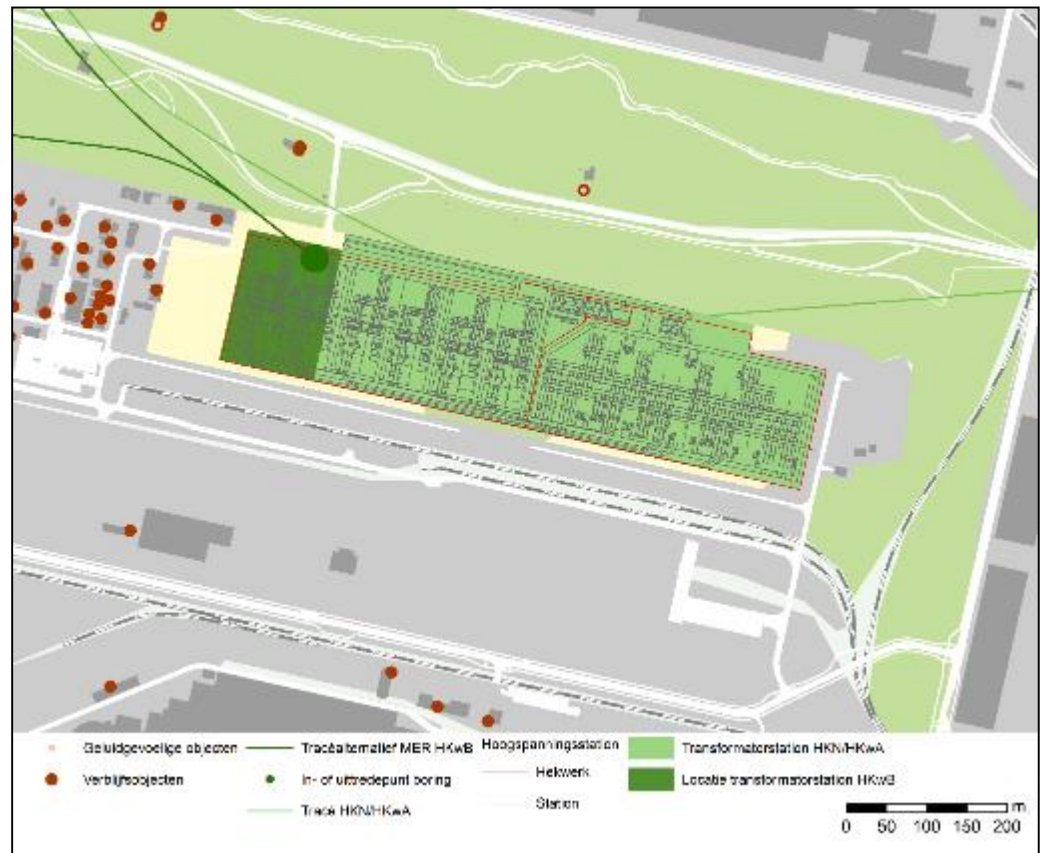 Geluidgevoelige objecten
Verblijfsobjecten
Tracéalternatief MER HKwB
In- of uittredepunt boring
Tracé HKN/HKwA
Hoogspanningsstation
Hekwerk
Station
Transformatorstation HKN/HKwA
Locatie transformatorstation HKwB
m
0 50 100 150 200